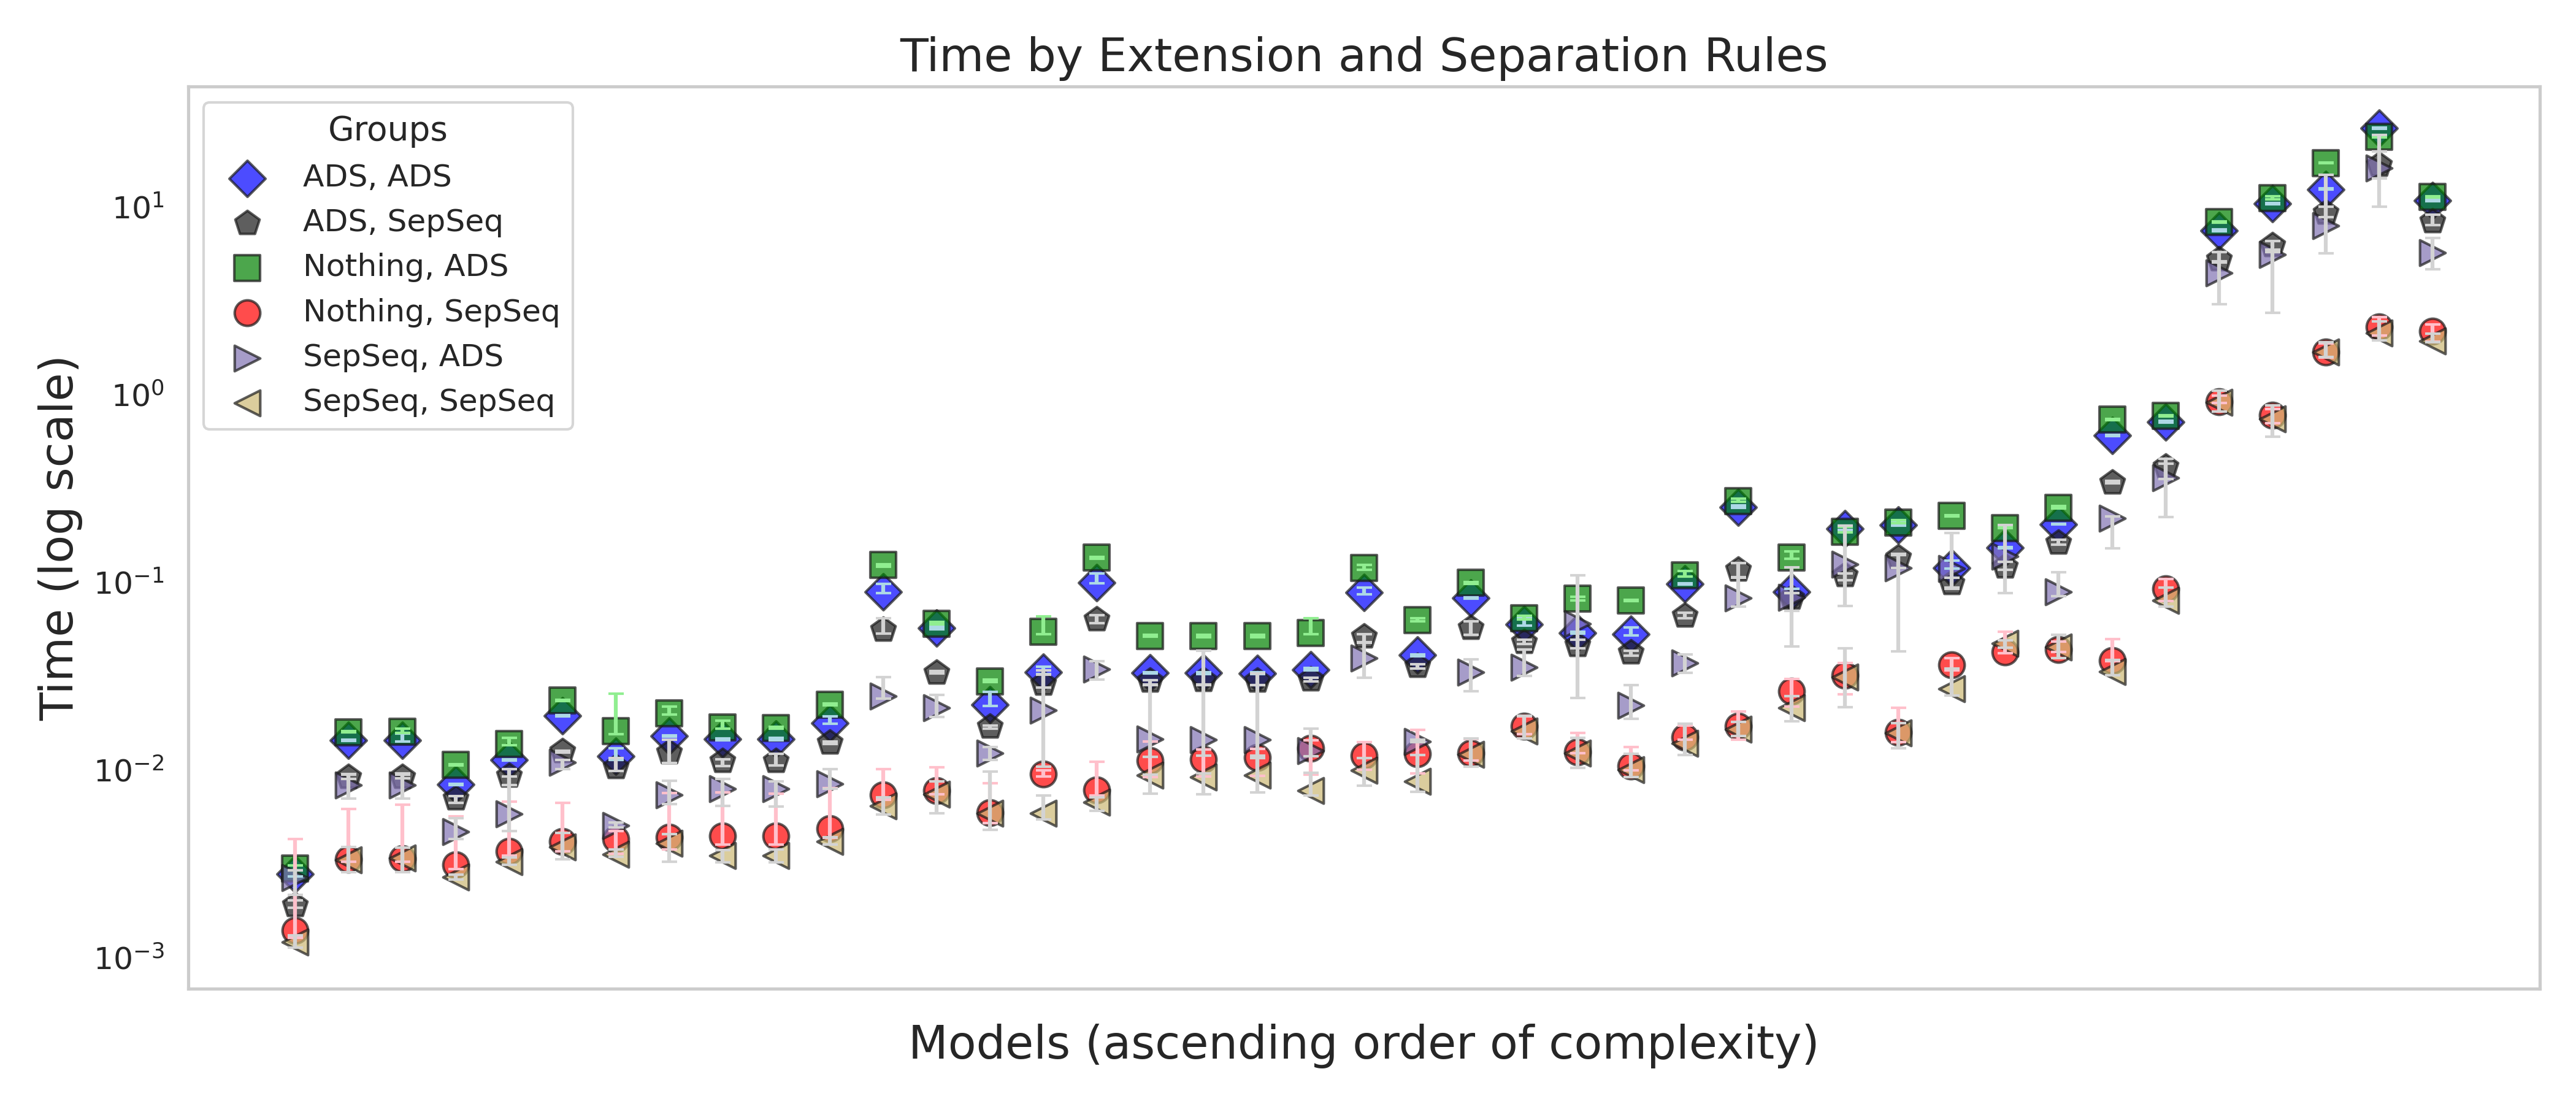 Time by Extension and Separation Rules
Groups
ADS, ADS
ADS, SepSeq
Nothing, ADS
Nothing, SepSeq
SepSeq, ADS
SepSeq, SepSeq
Time (log scale)
10¹
10⁰
10⁻¹
10⁻²
10⁻³
Models (ascending order of complexity)